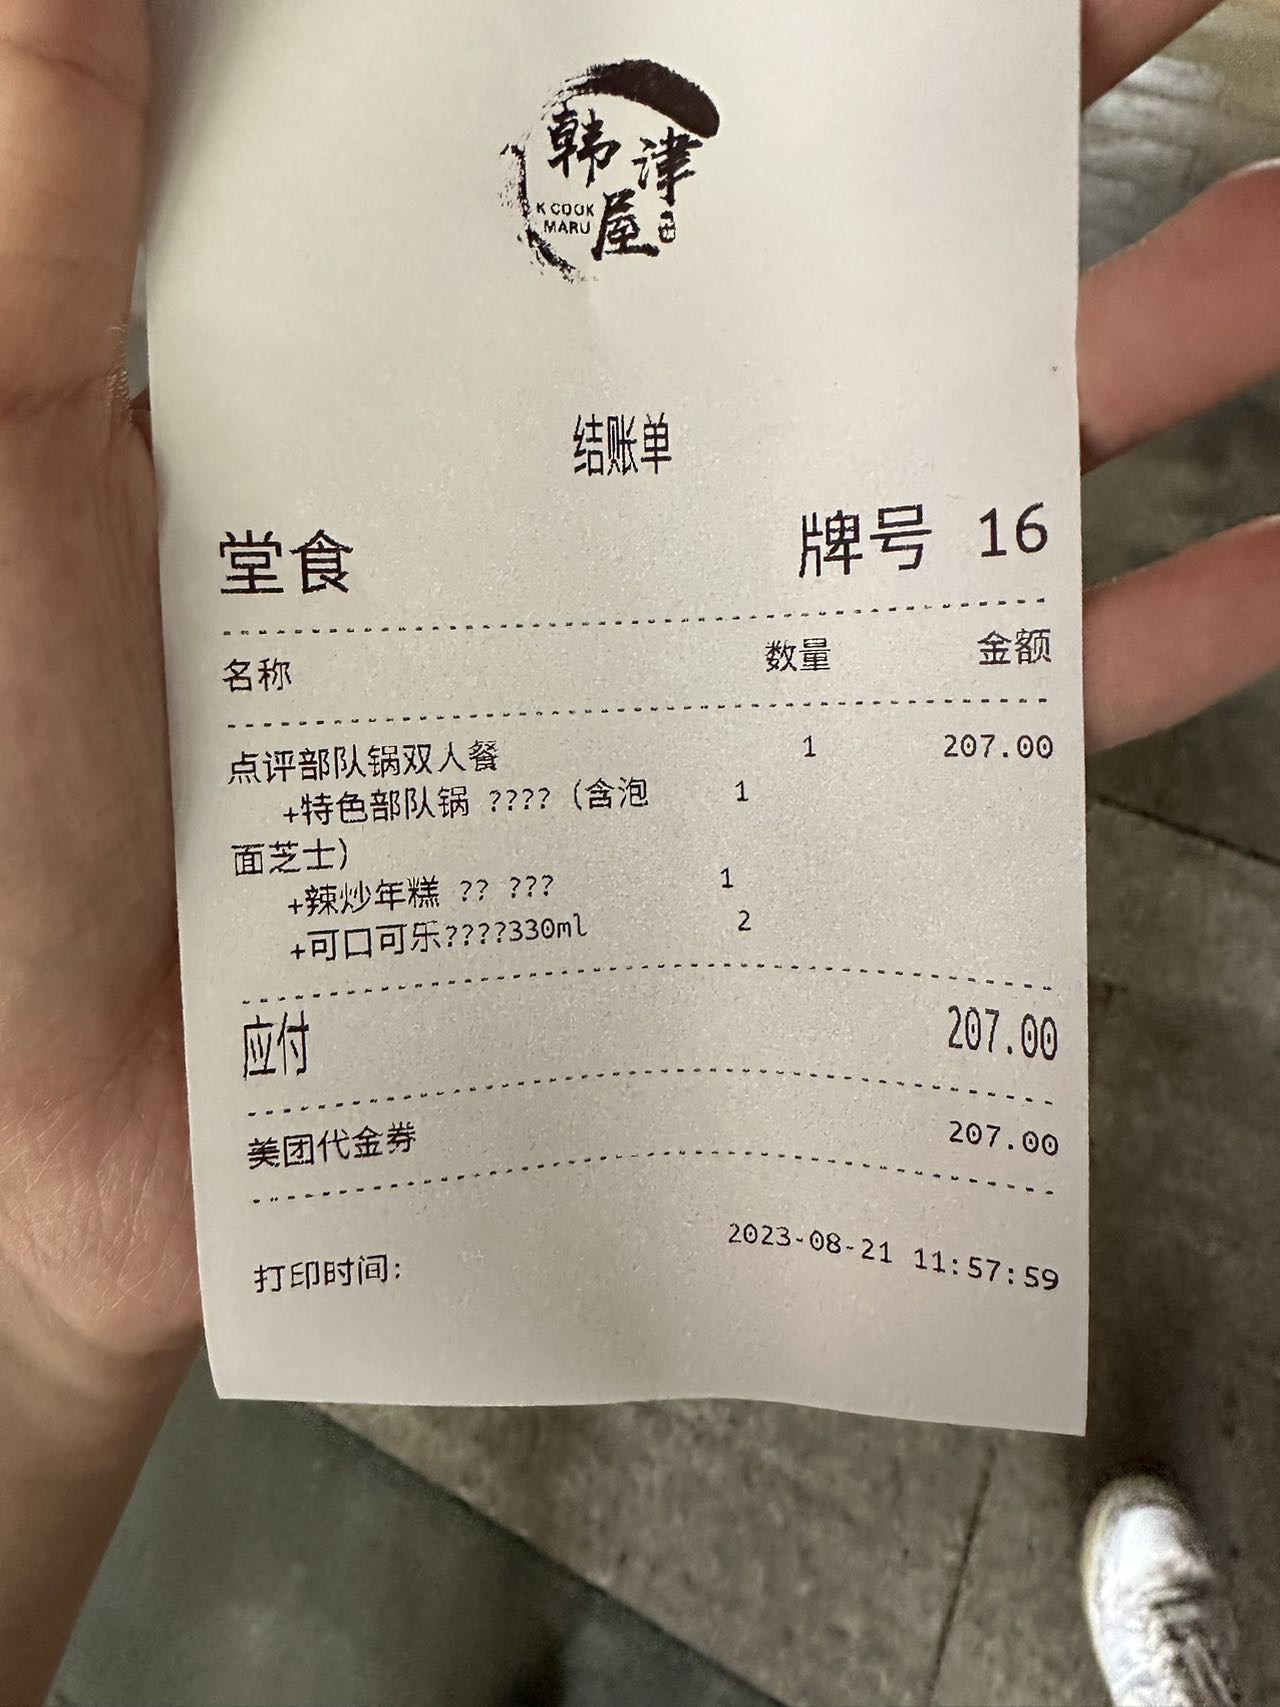 韩津屋
K COOK
MARU
结账单
堂食 牌号 16
名称 数量 金额
点评部队锅双人餐 1 207.00
+特色部队锅 ????（含泡 1
面芝士）
+辣炒年糕 ?? ??? 1
+可口可乐????330ml 2
应付 207.00
美团代金券 207.00
打印时间: 2023-08-21 11:57:59